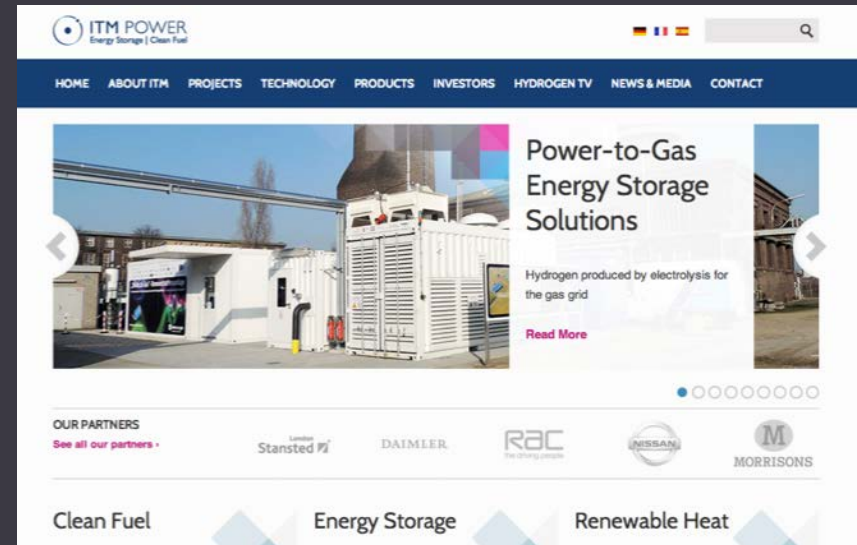 ITM POWER
Energy Storage | Clean Fuel
HOME ABOUT ITM PROJECTS TECHNOLOGY PRODUCTS INVESTORS HYDROGEN TV NEWS & MEDIA CONTACT
Power-to-Gas
Energy Storage
Solutions
Hydrogen produced by electrolysis for
the gas grid
Read More
OUR PARTNERS
See all our partners ›
London
Stansted
DAIMLER
RAC
the driving people
NISSAN
M
MORRISONS
Clean Fuel
Energy Storage
Renewable Heat